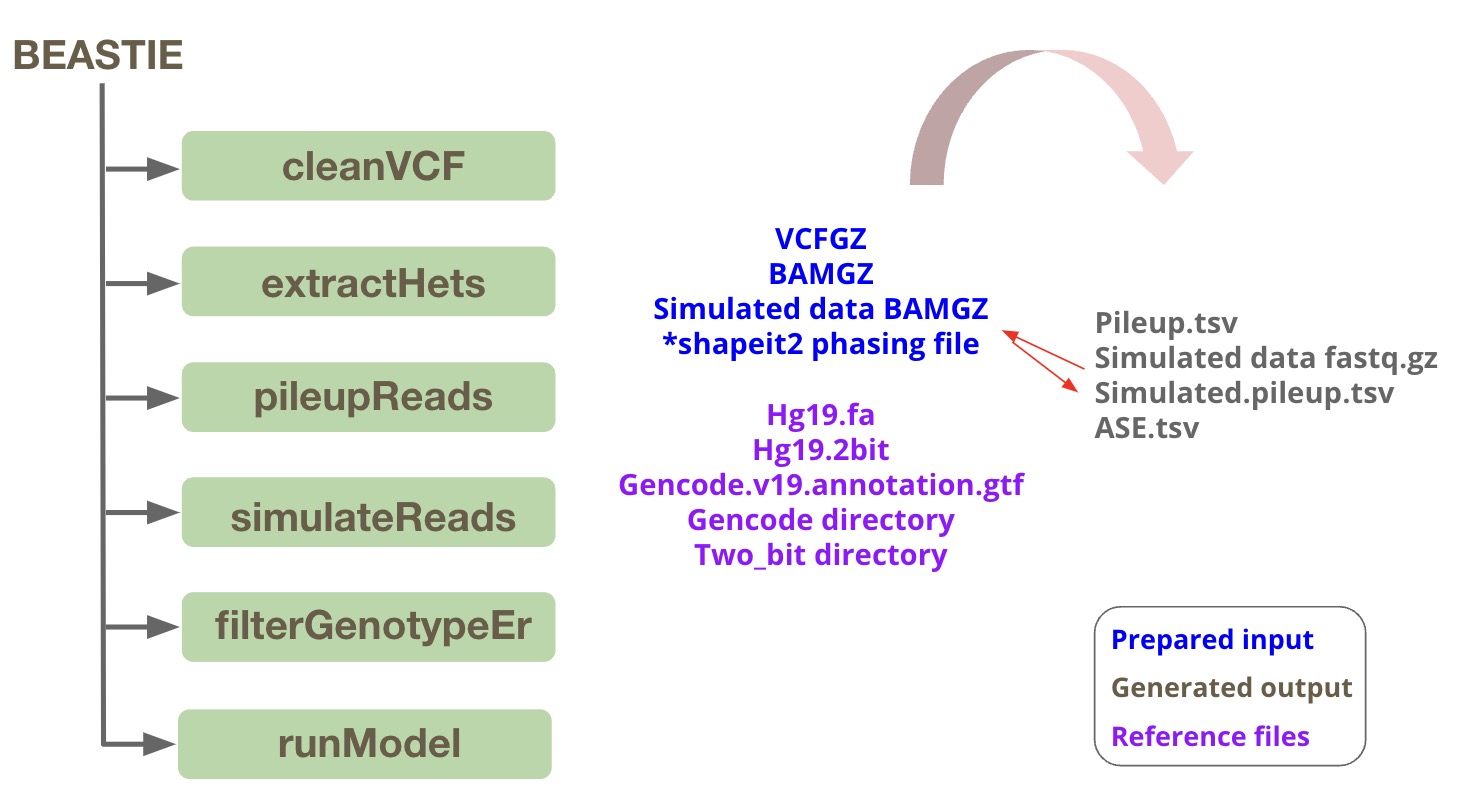 BEASTIE
cleanVCF
extractHets
pileupReads
simulateReads
filterGenotypeEr
runModel
VCFGZ
BAMGZ
Simulated data BAMGZ
*shapeit2 phasing file
Hg19.fa
Hg19.2bit
Gencode.v19.annotation.gtf
Gencode directory
Two_bit directory
Pileup.tsv
Simulated data fastq.gz
Simulated.pileup.tsv
ASE.tsv
Prepared input
Generated output
Reference files